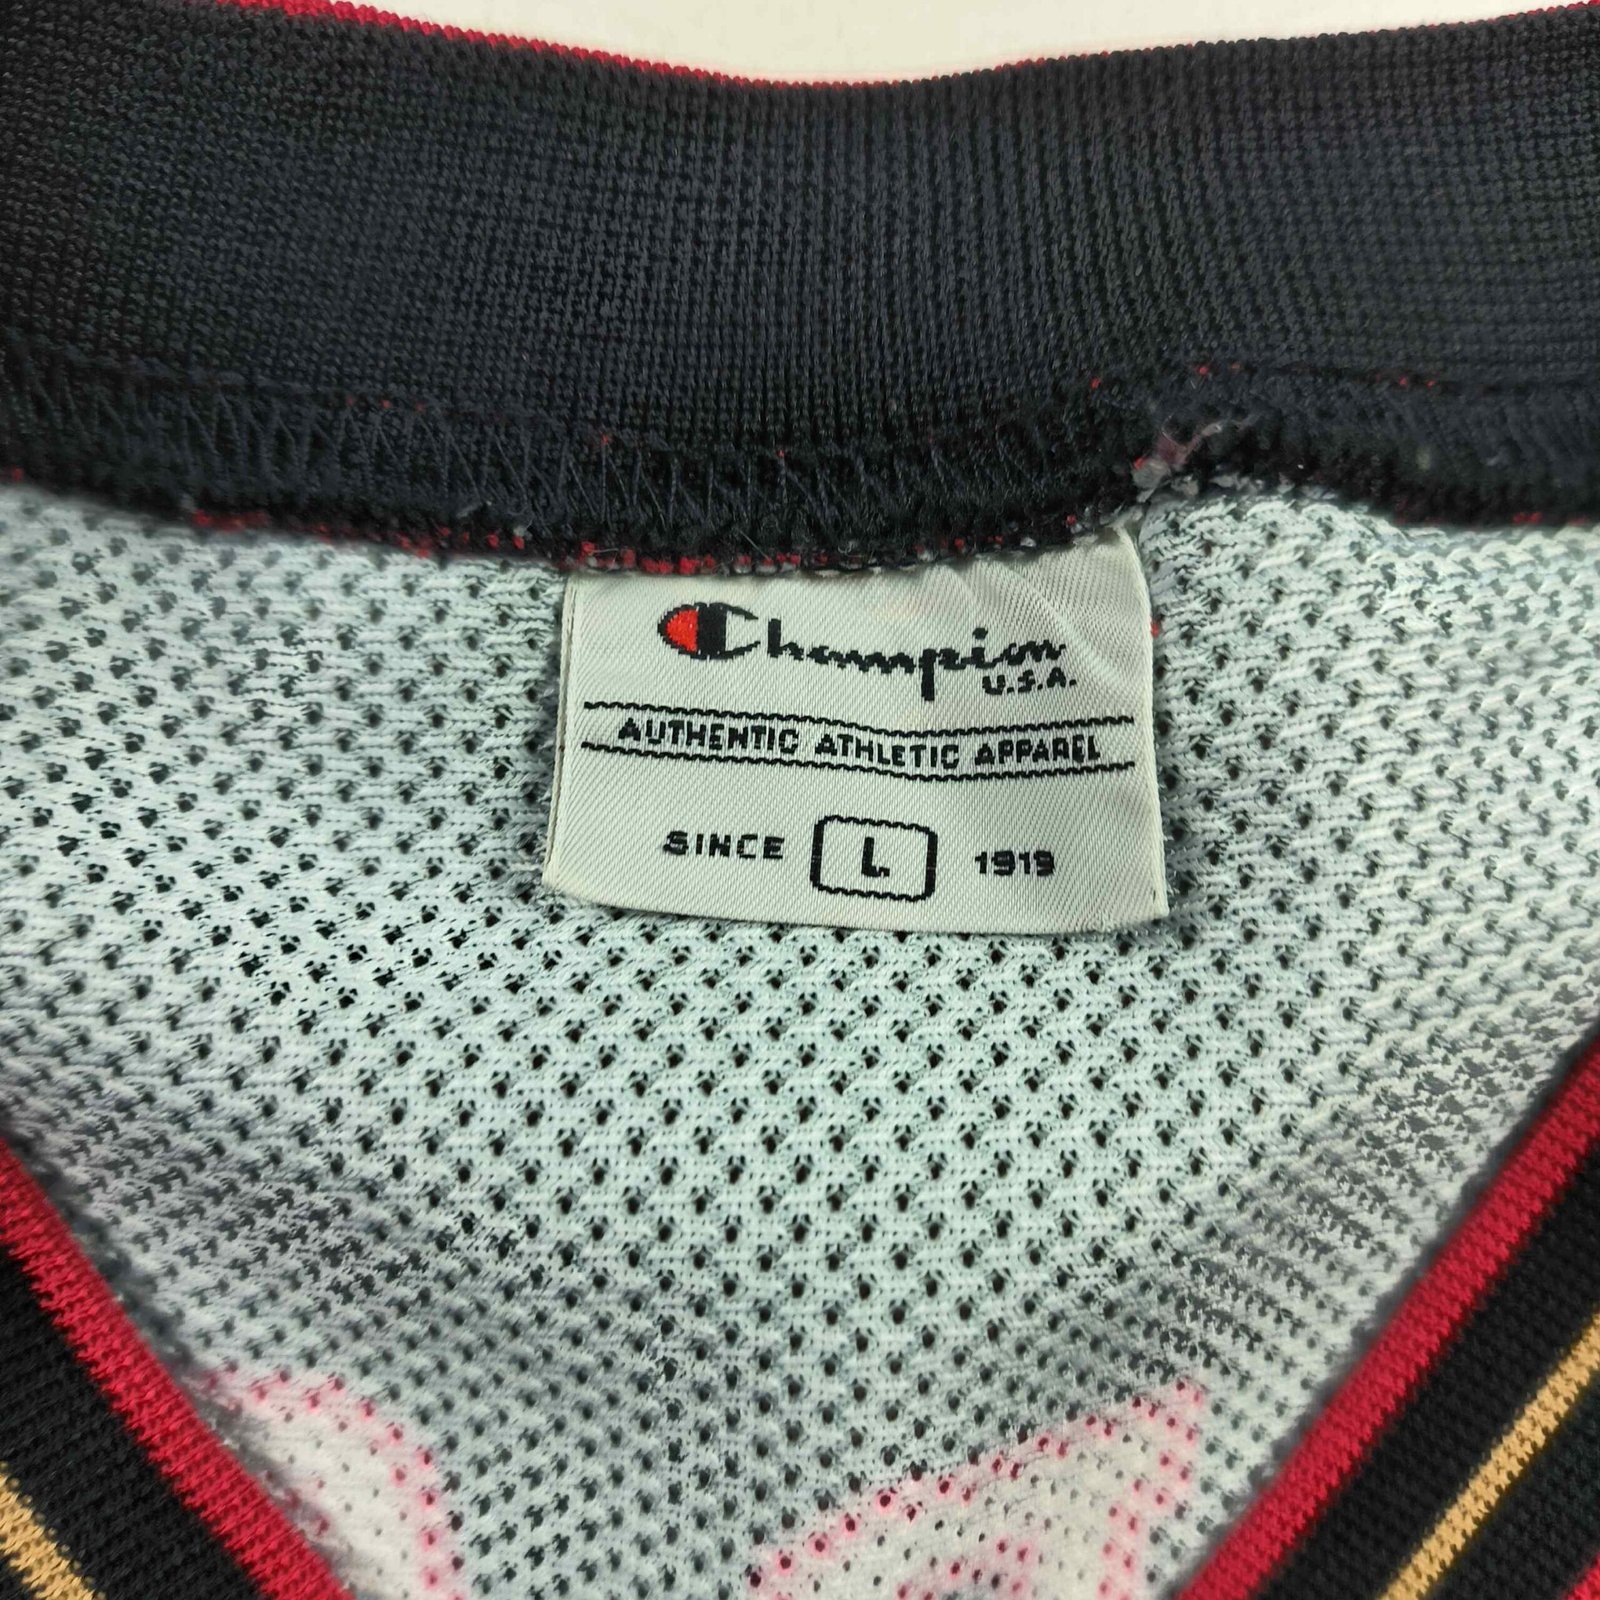 Champion
U.S.A.
AUTHENTIC ATHLETIC APPAREL
SINCE L 1919